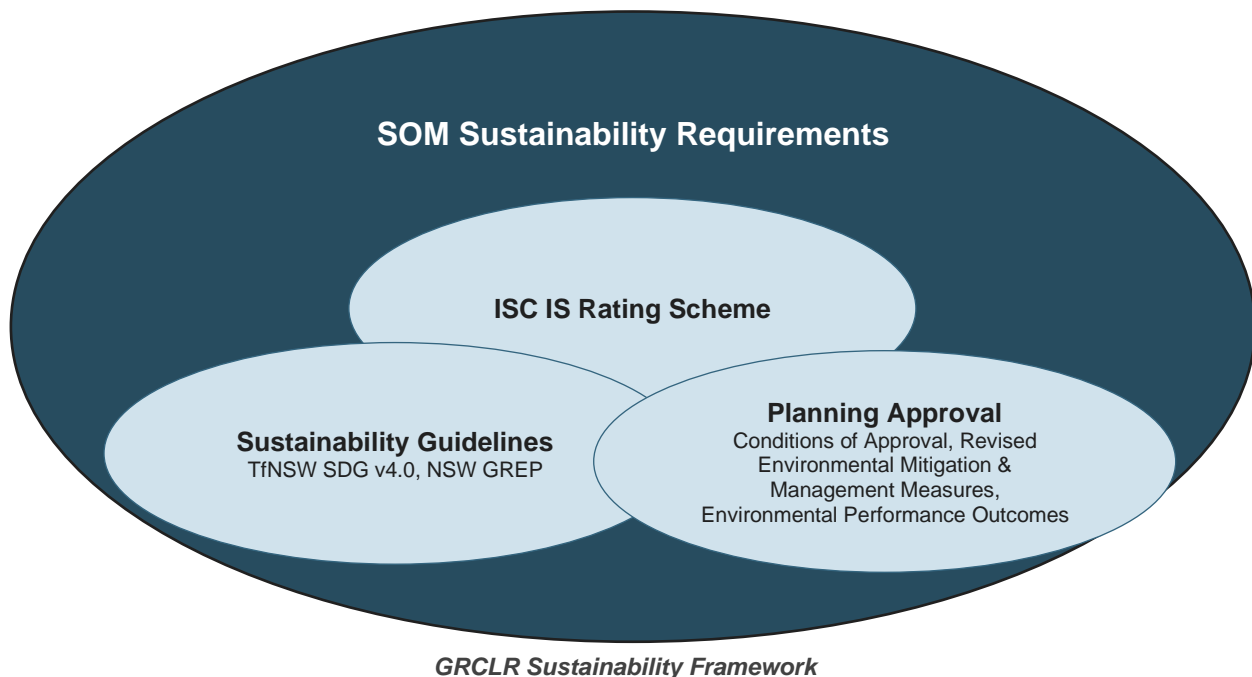 SOM Sustainability Requirements
ISC IS Rating Scheme
Sustainability Guidelines
TfNSW SDG v4.0, NSW GREP
Planning Approval
Conditions of Approval, Revised
Environmental Mitigation &
Management Measures,
Environmental Performance Outcomes
GRCLR Sustainability Framework